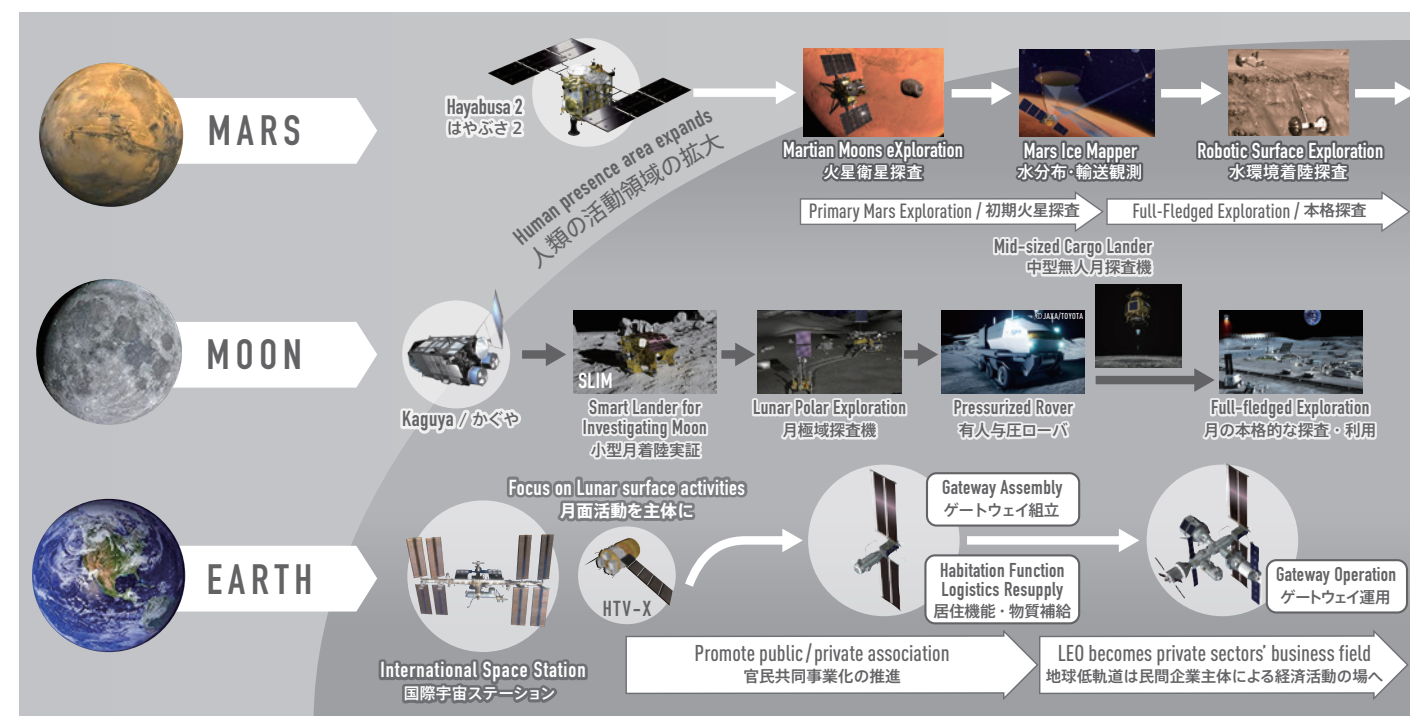 MARS
Hayabusa 2
はやぶさ2
Human presence area expands
人類の活動領域の拡大
Martian Moons eXploration
火星衛星探査
Mars Ice Mapper
水分布・輸送観測
Robotic Surface Exploration
水環境着陸探査
Primary Mars Exploration / 初期火星探査
Full-Fledged Exploration / 本格探査
MOON
Kaguya / かぐや
SLIM
Smart Lander for
Investigating Moon
小型月着陸実証
Lunar Polar Exploration
月極域探査機
© JAXA/TOYOTA
Pressurized Rover
有人与圧ローバ
Mid-sized Cargo Lander
中型無人月探査機
Full-fledged Exploration
月の本格的な探査・利用
EARTH
International Space Station
国際宇宙ステーション
Focus on Lunar surface activities
月面活動を主体に
HTV-X
Gateway Assembly
ゲートウェイ組立
Habitation Function
Logistics Resupply
居住機能・物質補給
Gateway Operation
ゲートウェイ運用
Promote public / private association
官民共同事業化の推進
LEO becomes private sectors' business field
地球低軌道は民間企業主体による経済活動の場へ